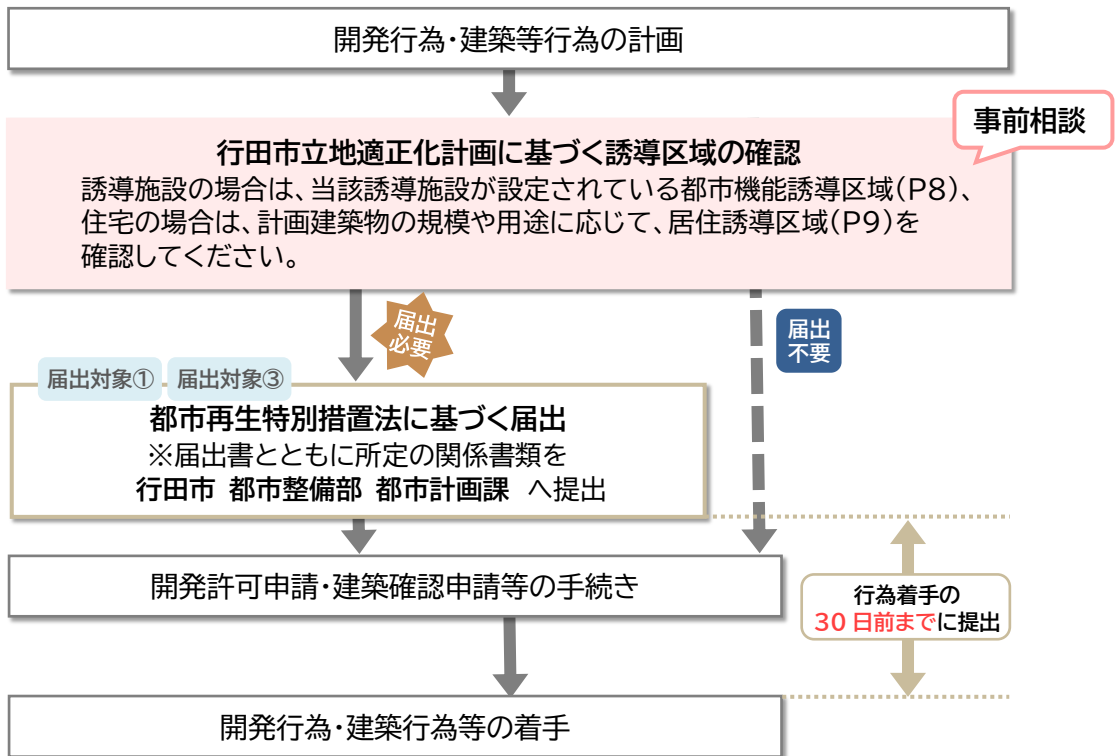 開発行為・建築等行為の計画
事前相談
行田市立地適正化計画に基づく誘導区域の確認
誘導施設の場合は、当該誘導施設が設定されている都市機能誘導区域(P8)、
住宅の場合は、計画建築物の規模や用途に応じて、居住誘導区域(P9)を
確認してください。
届出
必要
届出
不要
届出対象① 届出対象③
都市再生特別措置法に基づく届出
※届出書とともに所定の関係書類を
行田市 都市整備部 都市計画課 へ提出
開発許可申請・建築確認申請等の手続き
行為着手の
30日前までに提出
開発行為・建築行為等の着手